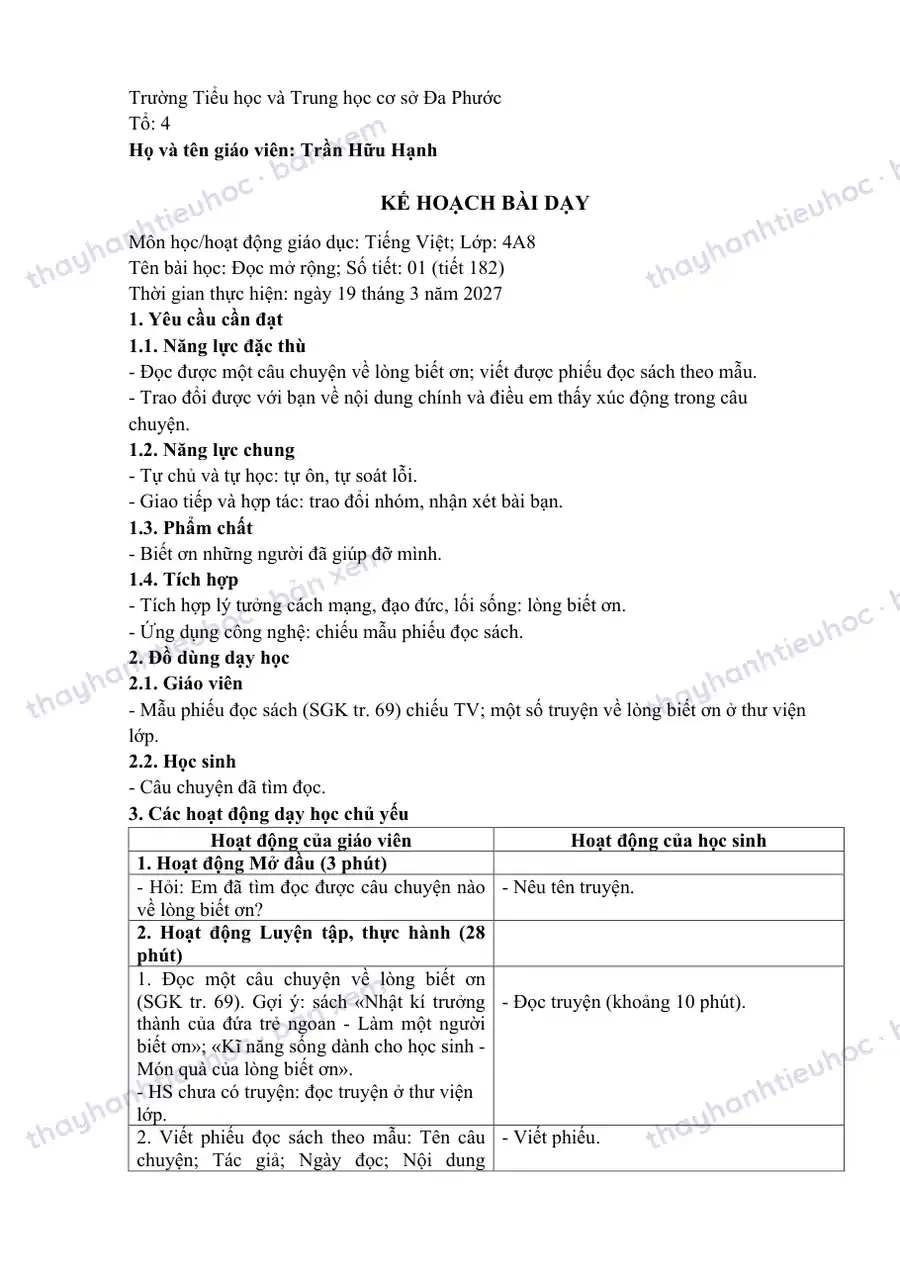 Trường Tiểu học và Trung học cơ sở Đa Phước
Tổ: 4
Họ và tên giáo viên: Trần Hữu Hạnh
KẾ HOẠCH BÀI DẠY
Môn học/hoạt động giáo dục: Tiếng Việt; Lớp: 4A8
Tên bài học: Đọc mở rộng; Số tiết: 01 (tiết 182)
Thời gian thực hiện: ngày 19 tháng 3 năm 2027
1. Yêu cầu cần đạt
1.1. Năng lực đặc thù
- Đọc được một câu chuyện về lòng biết ơn; viết được phiếu đọc sách theo mẫu.
- Trao đổi được với bạn về nội dung chính và điều em thấy xúc động trong câu
chuyện.
1.2. Năng lực chung
- Tự chủ và tự học: tự ôn, tự soát lỗi.
- Giao tiếp và hợp tác: trao đổi nhóm, nhận xét bài bạn.
1.3. Phẩm chất
- Biết ơn những người đã giúp đỡ mình.
1.4. Tích hợp
- Tích hợp lý tưởng cách mạng, đạo đức, lối sống: lòng biết ơn.
- Ứng dụng công nghệ: chiếu mẫu phiếu đọc sách.
2. Đồ dùng dạy học
2.1. Giáo viên
- Mẫu phiếu đọc sách (SGK tr. 69) chiếu TV; một số truyện về lòng biết ơn ở thư viện
lớp.
2.2. Học sinh
- Câu chuyện đã tìm đọc.
3. Các hoạt động dạy học chủ yếu
Hoạt động của giáo viên
Hoạt động của học sinh
1. Hoạt động Mở đầu (3 phút)
- Hỏi: Em đã tìm đọc được câu chuyện nào
về lòng biết ơn?
- Nêu tên truyện.
2. Hoạt động Luyện tập, thực hành (28
phút)
1. Đọc một câu chuyện về lòng biết ơn
(SGK tr. 69). Gợi ý: sách «Nhật kí trưởng
thành của đứa trẻ ngoan - Làm một người
biết ơn»; «Kĩ năng sống dành cho học sinh -
Món quà của lòng biết ơn».
- HS chưa có truyện: đọc truyện ở thư viện
lớp.
- Đọc truyện (khoảng 10 phút).
2. Viết phiếu đọc sách theo mẫu: Tên câu
chuyện; Tác giả; Ngày đọc; Nội dung
- Viết phiếu.
thayhanhtieuhoc · bản xem
thayhanhtieuhoc · b
thayhanhtieuhoc · bản xem
thayhanhtieuhoc · b
thayhanhtieuhoc · bản xem
thayhanhtieuhoc · b